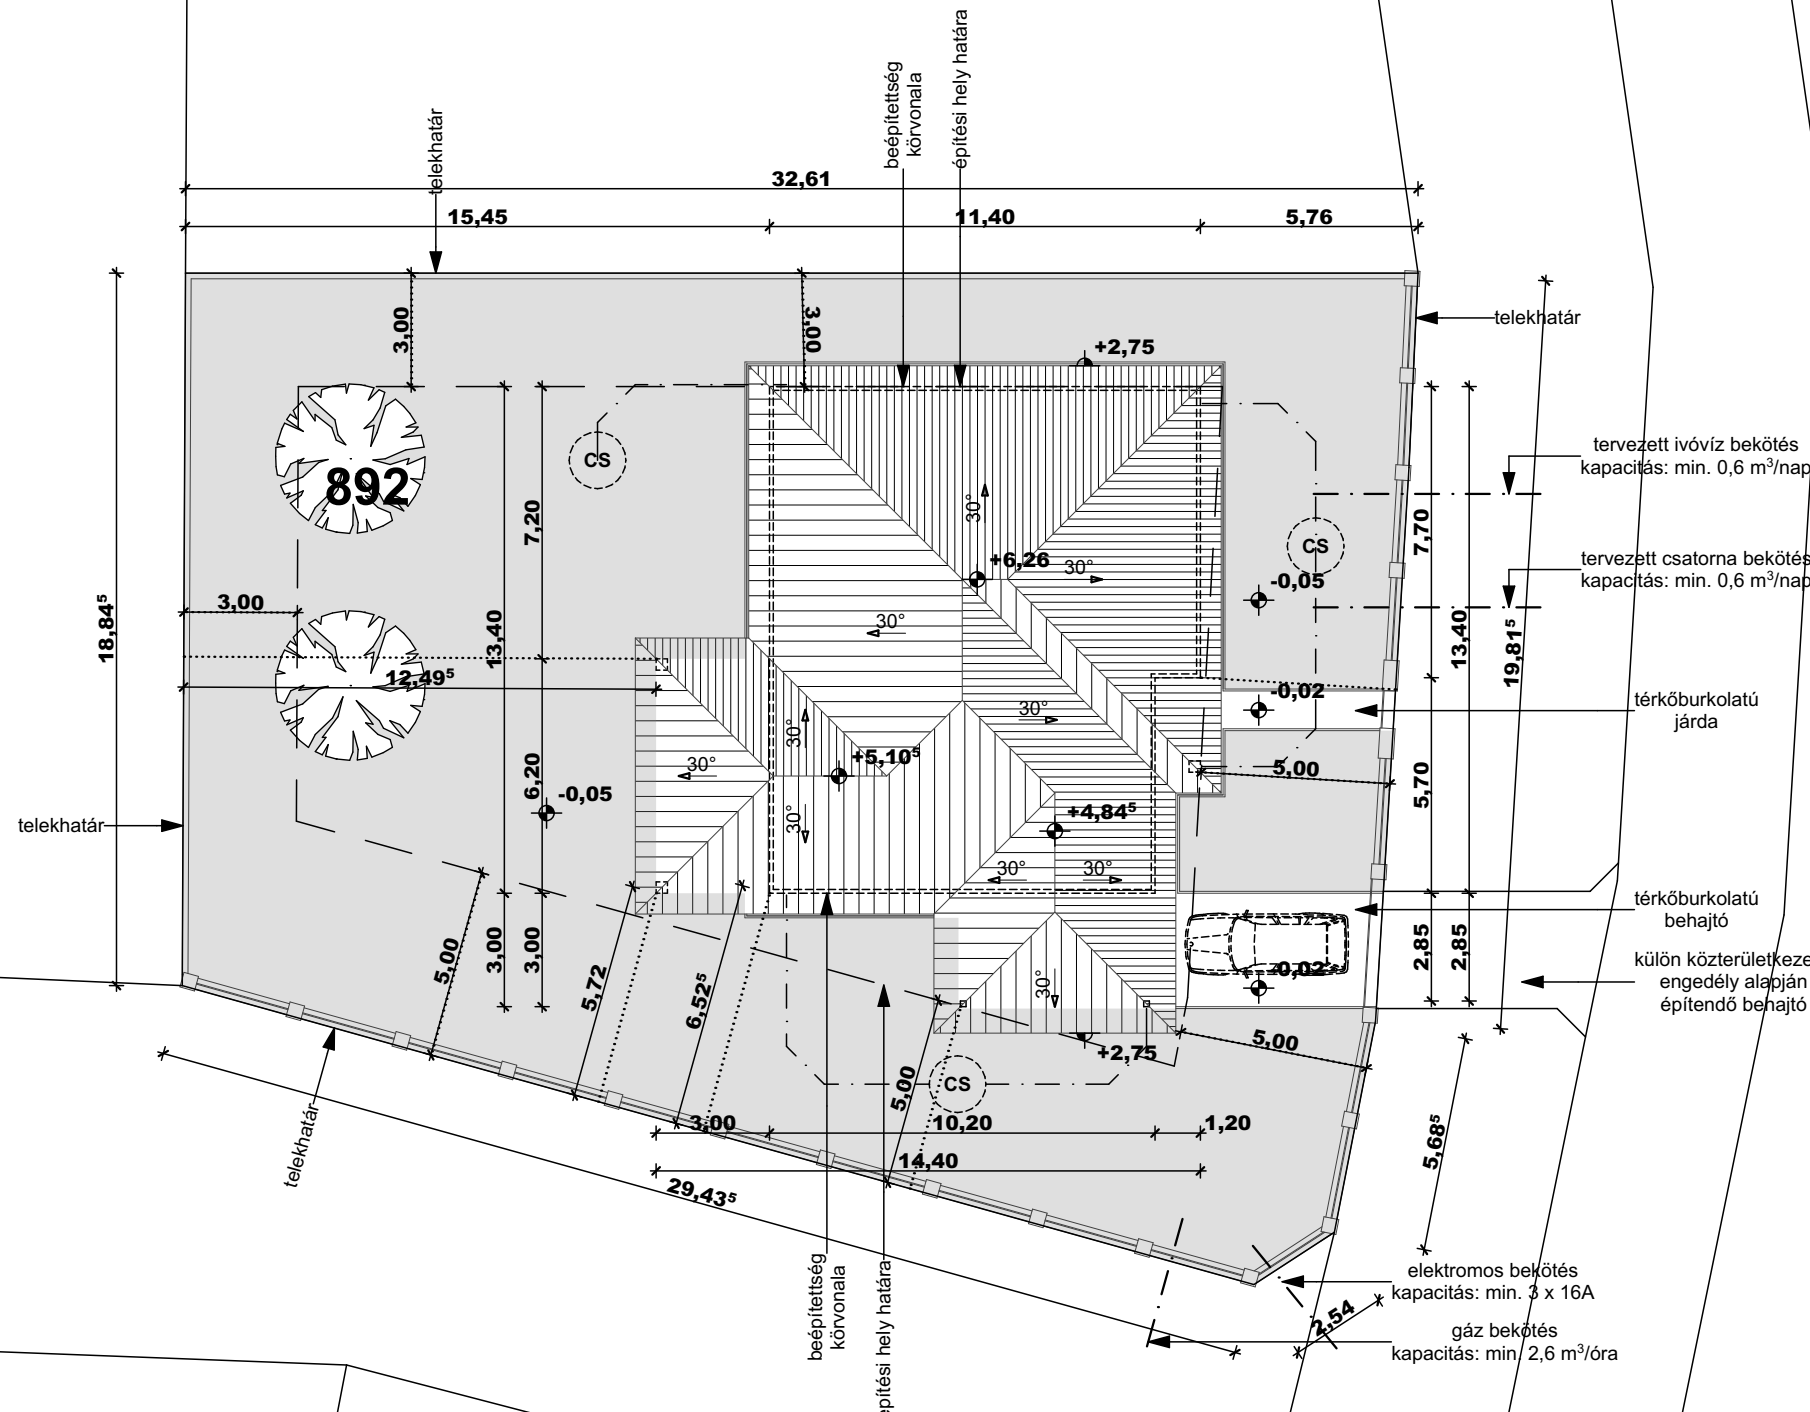 építési hely határa
beépítettség
körvonala
telekhatár
32,61
15,45
11,40
5,76
3,00
3,00
+2,75
telekhatár
tervezett ivóvíz bekötés
kapacitás: min. 0,6 m³/nap
CS
892
7,20
30°
7,70
CS
+6,26
30°
-0,05
tervezett csatorna bekötés
kapacitás: min. 0,6 m³/nap
3,00
18,84⁵
13,40
30°
13,40
19,81⁵
12,49⁵
-0,02
térkőburkolatú
járda
30°
30°
30°
+5,10⁵
5,00
6,20
5,70
-0,05
30°
+4,84⁵
telekhatár
30°
30°
térkőburkolatú
behajtó
5,00
3,00
3,00
5,72
6,52⁵
30°
-0,02
2,85
2,85
külön közterületkeze
engedély alapján
építendő behajtó
+2,75
5,00
5,00
CS
telekhatár
3,00
10,20
1,20
5,68⁵
14,40
29,43⁵
beépítettség
körvonala
építési hely határa
elektromos bekötés
kapacitás: min. 3 x 16A
2,54
gáz bekötés
kapacitás: min. 2,6 m³/óra